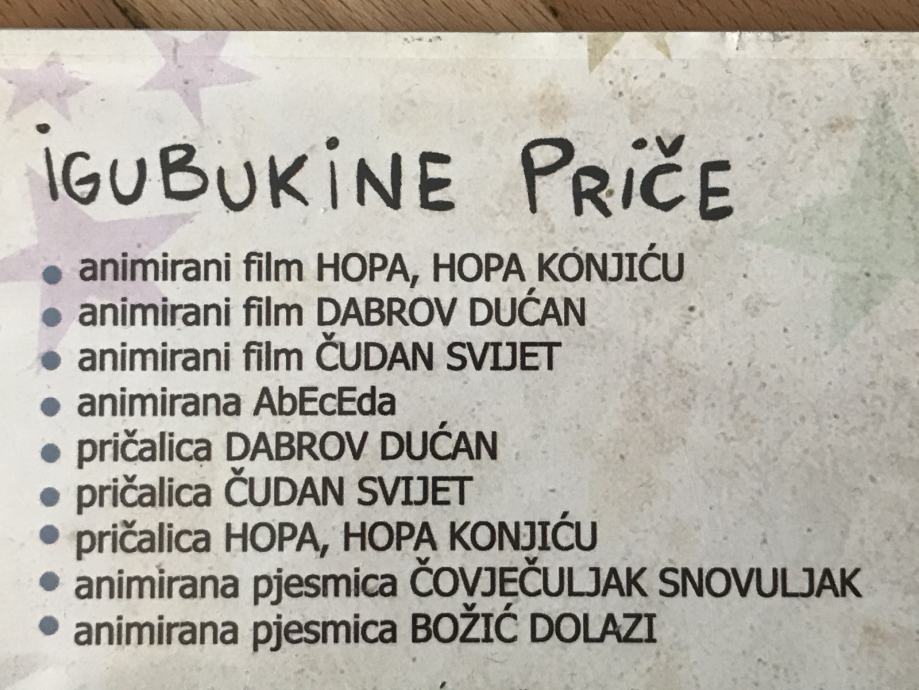 iGUBUKiNE PRiČE
• animirani film HOPA, HOPA KONJIĆU
• animirani film DABROV DUĆAN
• animirani film ČUDAN SVIJET
• animirana AbEcEda
• pričalica DABROV DUĆAN
• pričalica ČUDAN SVIJET
• pričalica HOPA, HOPA KONJIĆU
• animirana pjesmica ČOVJEČULJAK SNOVULJAK
• animirana pjesmica BOŽIĆ DOLAZI